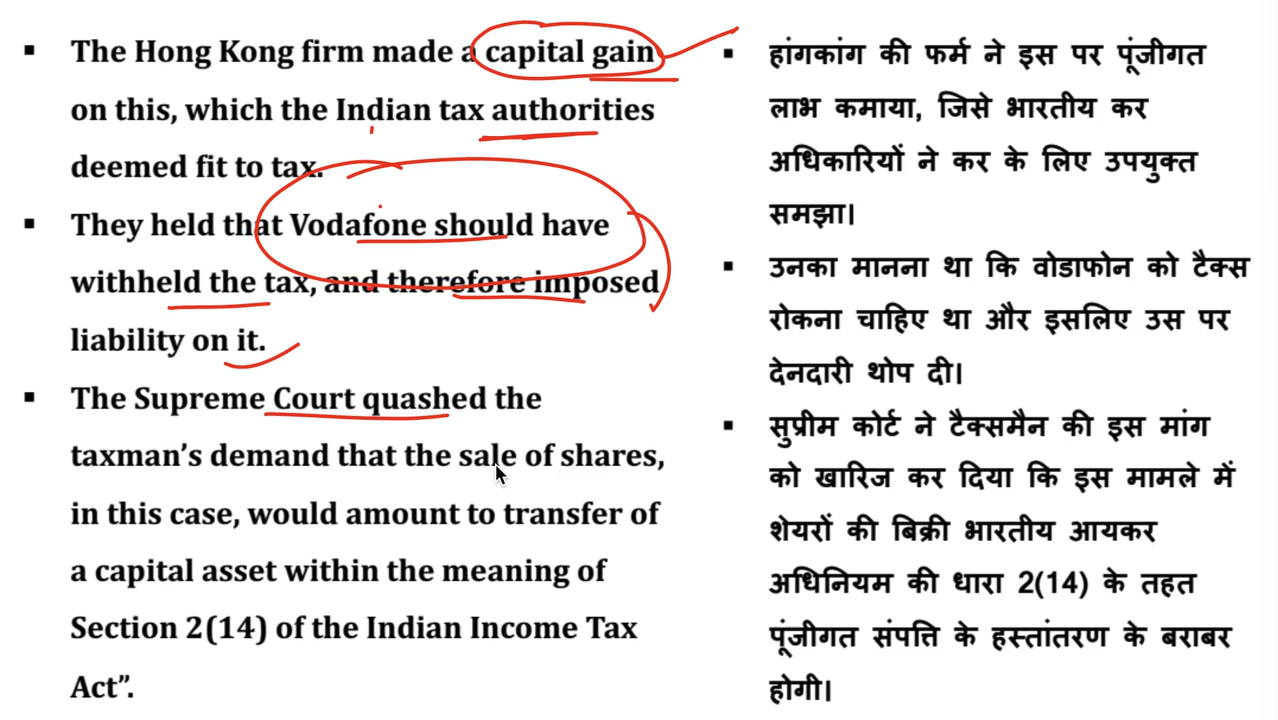 ▪ The Hong Kong firm made a capital gain
on this, which the Indian tax authorities
deemed fit to tax.
▪ They held that Vodafone should have
withheld the tax, and therefore imposed
liability on it.
▪ The Supreme Court quashed the
taxman’s demand that the sale of shares,
in this case, would amount to transfer of
a capital asset within the meaning of
Section 2(14) of the Indian Income Tax
Act”.
▪ हांगकांग की फर्म ने इस पर पूंजीगत
लाभ कमाया, जिसे भारतीय कर
अधिकारियों ने कर के लिए उपयुक्त
समझा।
▪ उनका मानना था कि वोडाफोन को टैक्स
रोकना चाहिए था और इसलिए उस पर
देनदारी थोप दी।
▪ सुप्रीम कोर्ट ने टैक्समैन की इस मांग
को खारिज कर दिया कि इस मामले में
शेयरों की बिक्री भारतीय आयकर
अधिनियम की धारा 2(14) के तहत
पूंजीगत संपत्ति के हस्तांतरण के बराबर
होगी।